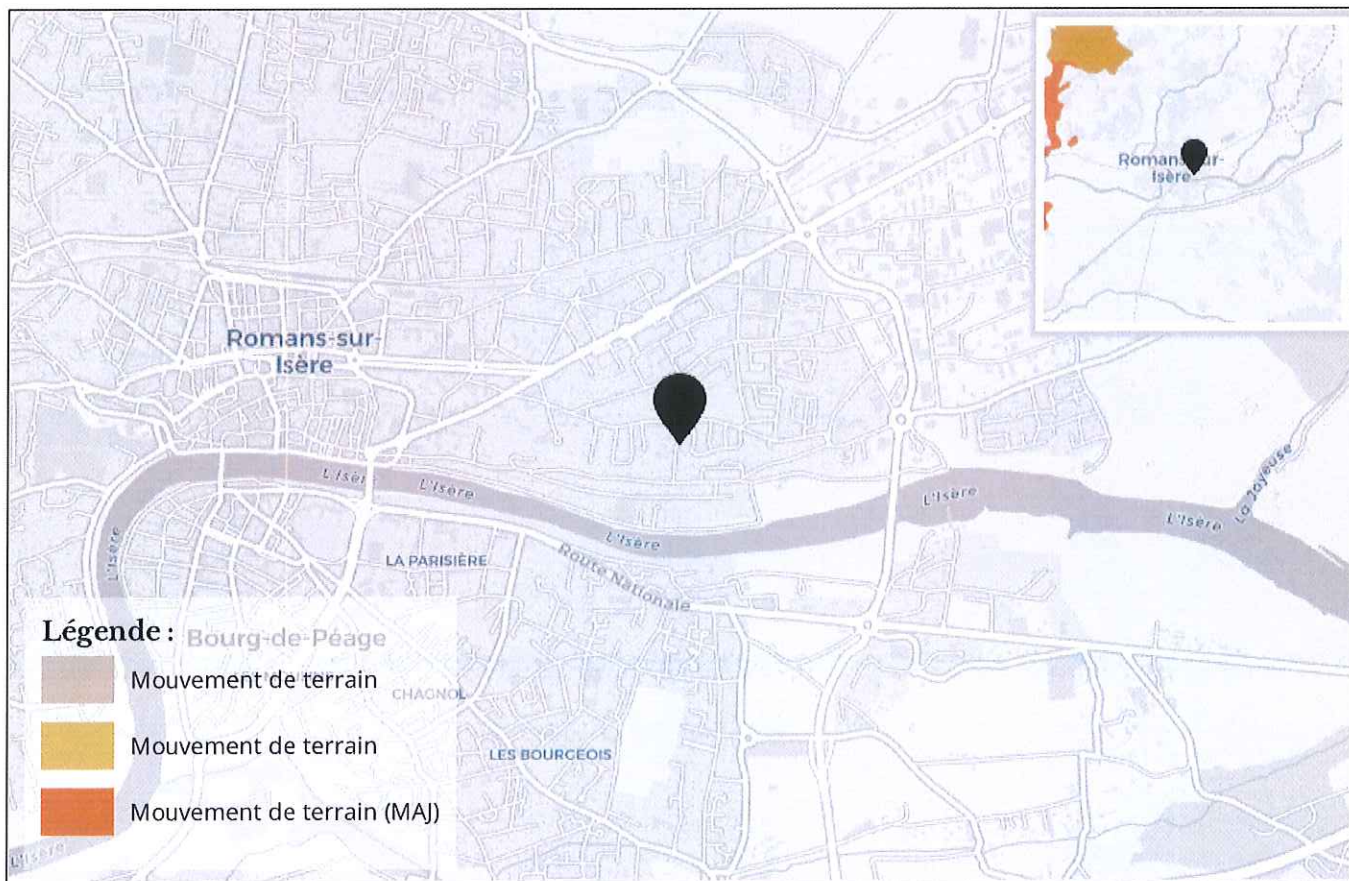 Romans-sur-
Isère
Romans-sur-
Isère
L'Isère
L'Isère
L'Isère
L'Isère
L'Isère
L'Isère
La Joyeuse
LA PARISIÈRE
Route Nationale
Légende :
Bourg-de-Péage
Mouvement de terrain
CHAGNOL
Mouvement de terrain
LES BOURGEOIS
Mouvement de terrain (MAJ)
L'Isère